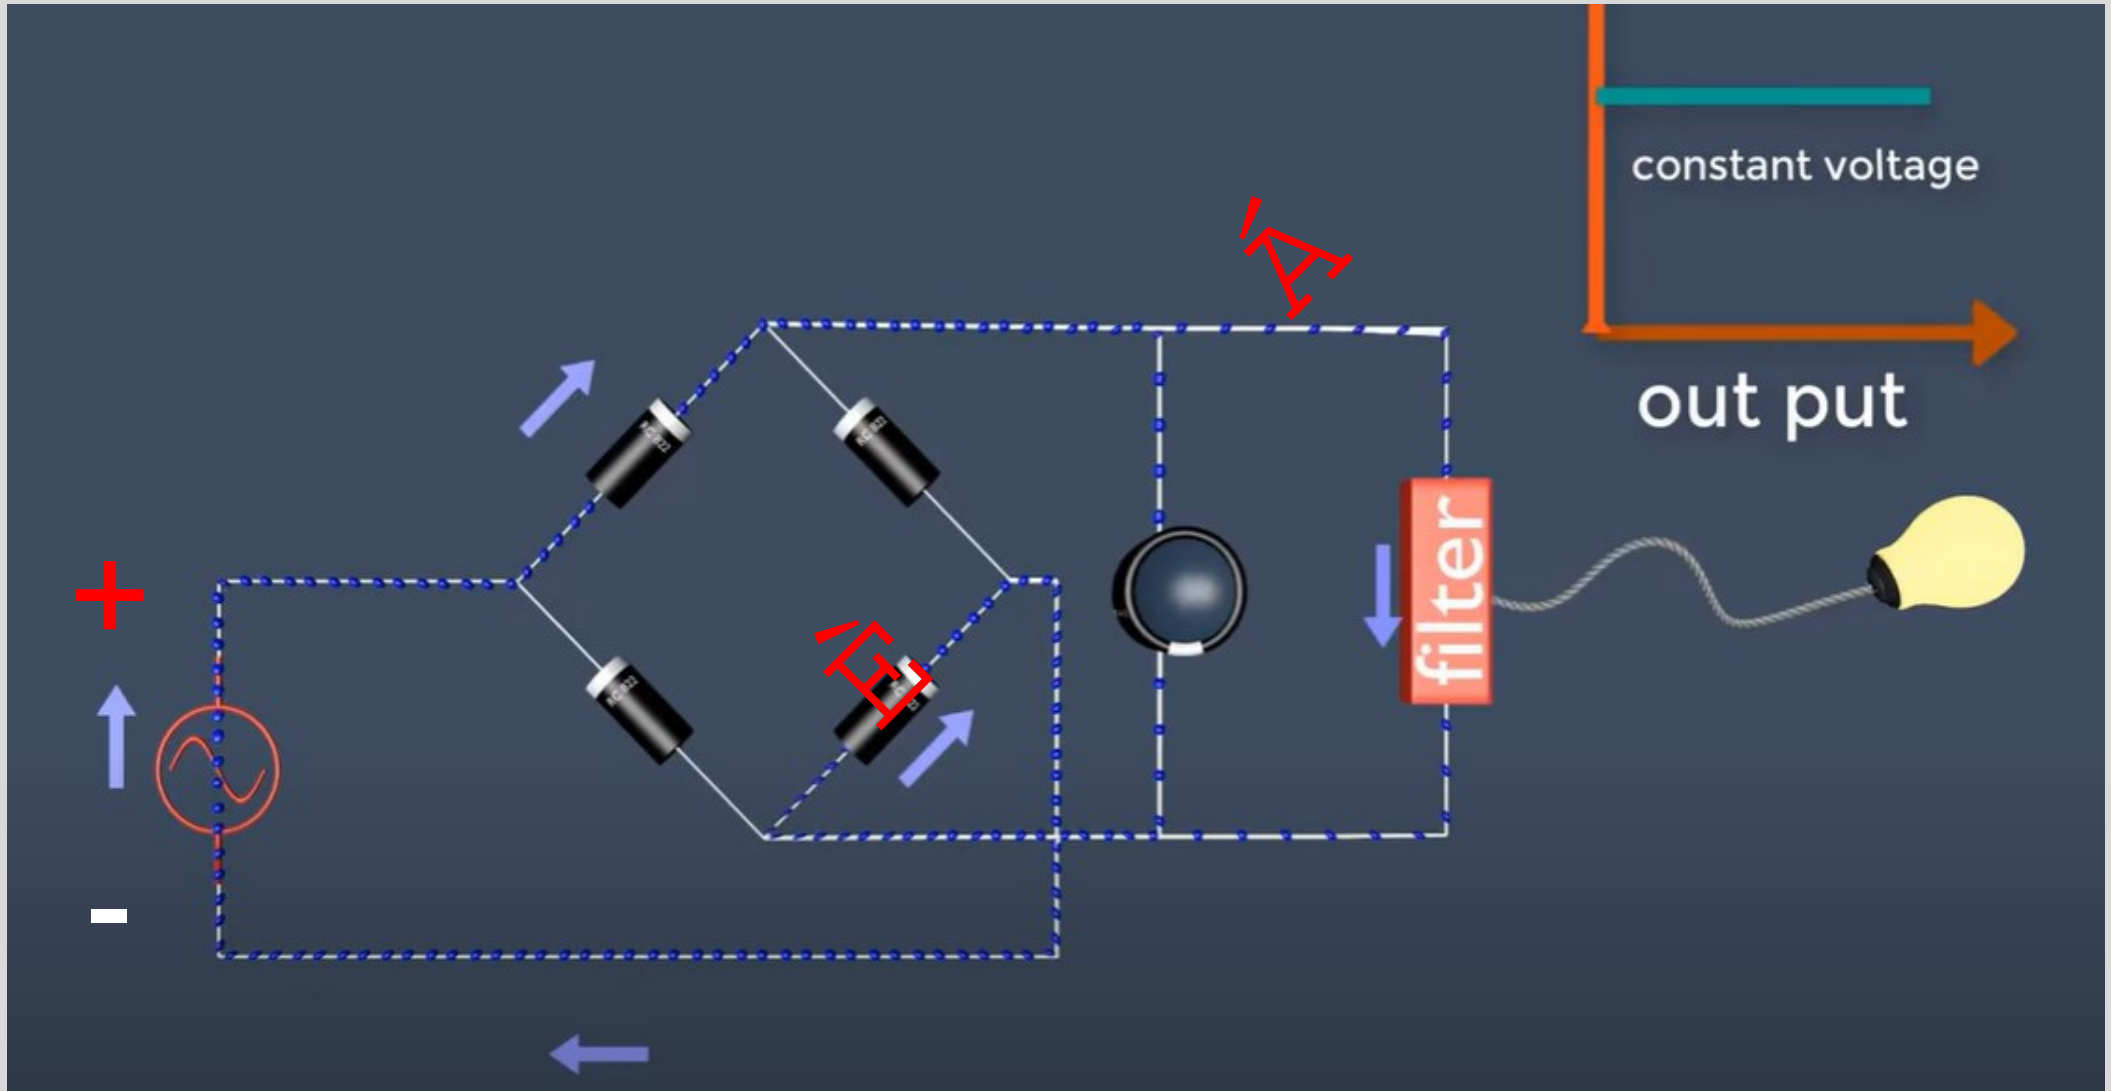 Ά
constant voltage
out put
+
filter
Ή
-